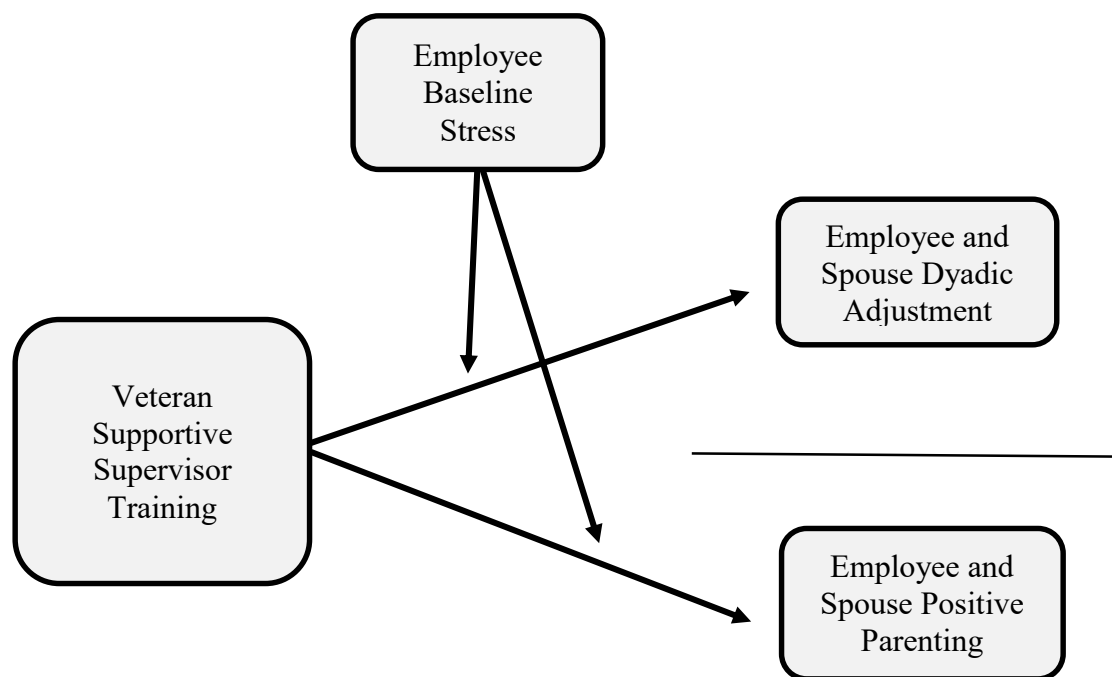 Employee
Baseline
Stress
Employee and
Spouse Dyadic
Adjustment
Veteran
Supportive
Supervisor
Training
Employee and
Spouse Positive
Parenting